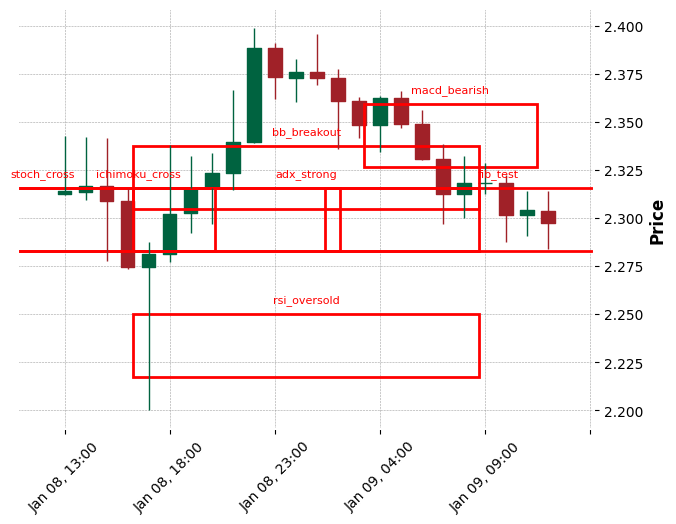 2.400
2.375
macd_bearish
2.350
bb_breakout
stoch_cross ichimoku_cross adx_strong fib_test
2.325
2.300
Price
2.275
rsi_oversold
2.250
2.225
2.200
Jan 08, 13:00
Jan 08, 18:00
Jan 08, 23:00
Jan 09, 04:00
Jan 09, 09:00